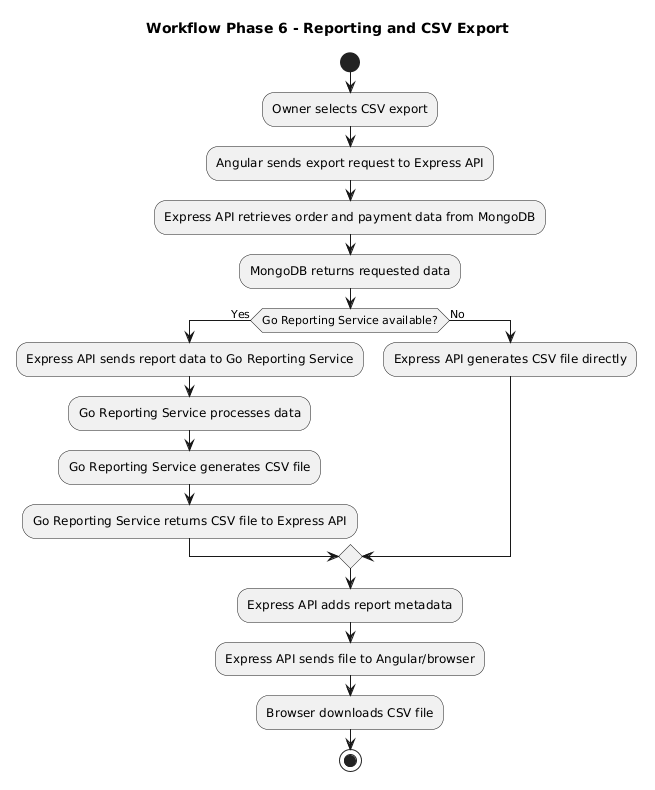 Workflow Phase 6 - Reporting and CSV Export
Owner selects CSV export
Angular sends export request to Express API
Express API retrieves order and payment data from MongoDB
MongoDB returns requested data
Yes
Go Reporting Service available?
No
Express API sends report data to Go Reporting Service
Express API generates CSV file directly
Go Reporting Service processes data
Go Reporting Service generates CSV file
Go Reporting Service returns CSV file to Express API
Express API adds report metadata
Express API sends file to Angular/browser
Browser downloads CSV file